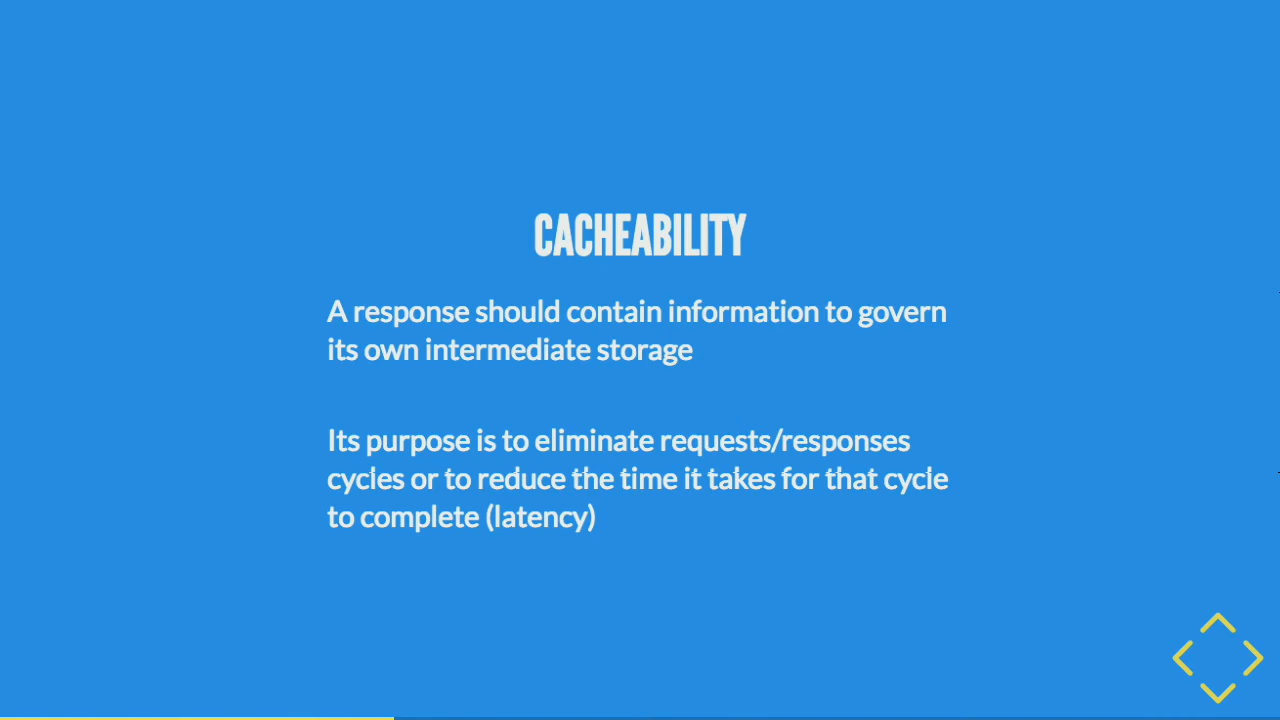 CACHEABILITY
A response should contain information to govern
its own intermediate storage
Its purpose is to eliminate requests/responses
cycles or to reduce the time it takes for that cycle
to complete (latency)